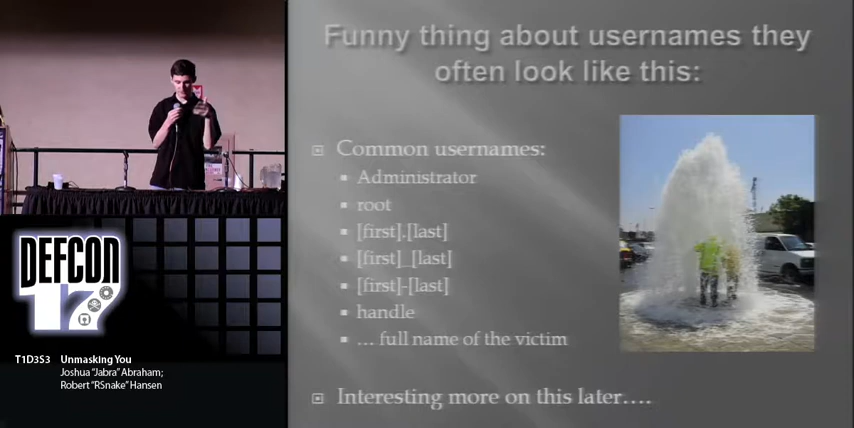 Funny thing about usernames they
often look like this:
Common usernames:
Administrator
root
[first].[last]
[first]_[last]
[first]-[last]
handle
... full name of the victim
Interesting more on this later....
DEFCON
17
T1D3S3 Unmasking You
Joshua "Jabra" Abraham;
Robert "RSnake" Hansen